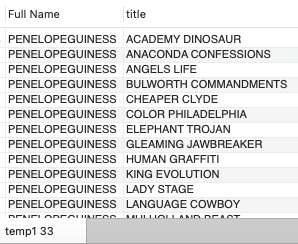 Full Name title
PENELOPEGUINESS ACADEMY DINOSAUR
PENELOPEGUINESS ANACONDA CONFESSIONS
PENELOPEGUINESS ANGELS LIFE
PENELOPEGUINESS BULWORTH COMMANDMENTS
PENELOPEGUINESS CHEAPER CLYDE
PENELOPEGUINESS COLOR PHILADELPHIA
PENELOPEGUINESS ELEPHANT TROJAN
PENELOPEGUINESS GLEAMING JAWBREAKER
PENELOPEGUINESS HUMAN GRAFFITI
PENELOPEGUINESS KING EVOLUTION
PENELOPEGUINESS LADY STAGE
PENELOPEGUINESS LANGUAGE COWBOY
temp1 33